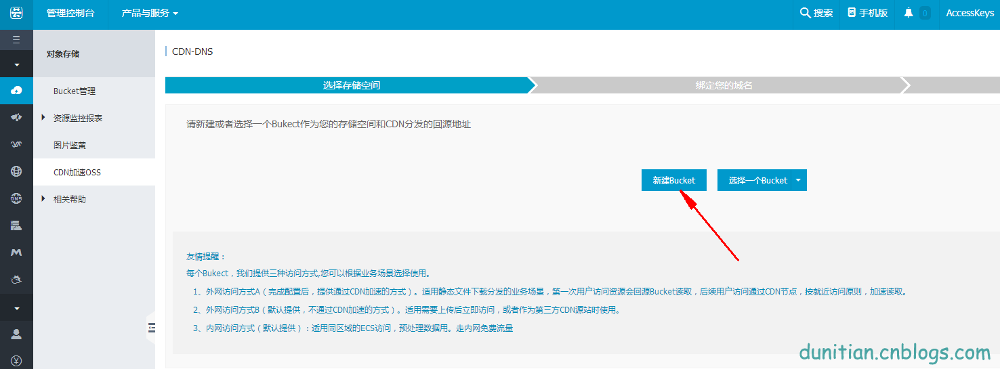 管理控制台 产品与服务 搜索 手机版 0 AccessKeys
对象存储
Bucket管理
资源监控报表
图片鉴黄
CDN加速OSS
相关帮助
DNS
CDN-DNS
选择存储空间 绑定您的域名
请新建或者选择一个Bukect作为您的存储空间和CDN分发的回源地址
新建Bucket 选择一个Bucket
友情提醒：
每个Bukect，我们提供三种访问方式,您可以根据业务场景选择使用。
1、外网访问方式A（完成配置后，提供通过CDN加速的方式）。适用静态文件下载分发的业务场景，第一次用户访问资源会回源Bucket读取，后续用户访问通过CDN节点，按就近访问原则，加速读取。
2、外网访问方式B（默认提供，不通过CDN加速的方式）。适用需要上传后立即访问，或者作为第三方CDN源站时使用。
3、内网访问方式（默认提供）：适用同区域的ECS访问，预处理数据用。走内网免费流量
dunitian.cnblogs.com